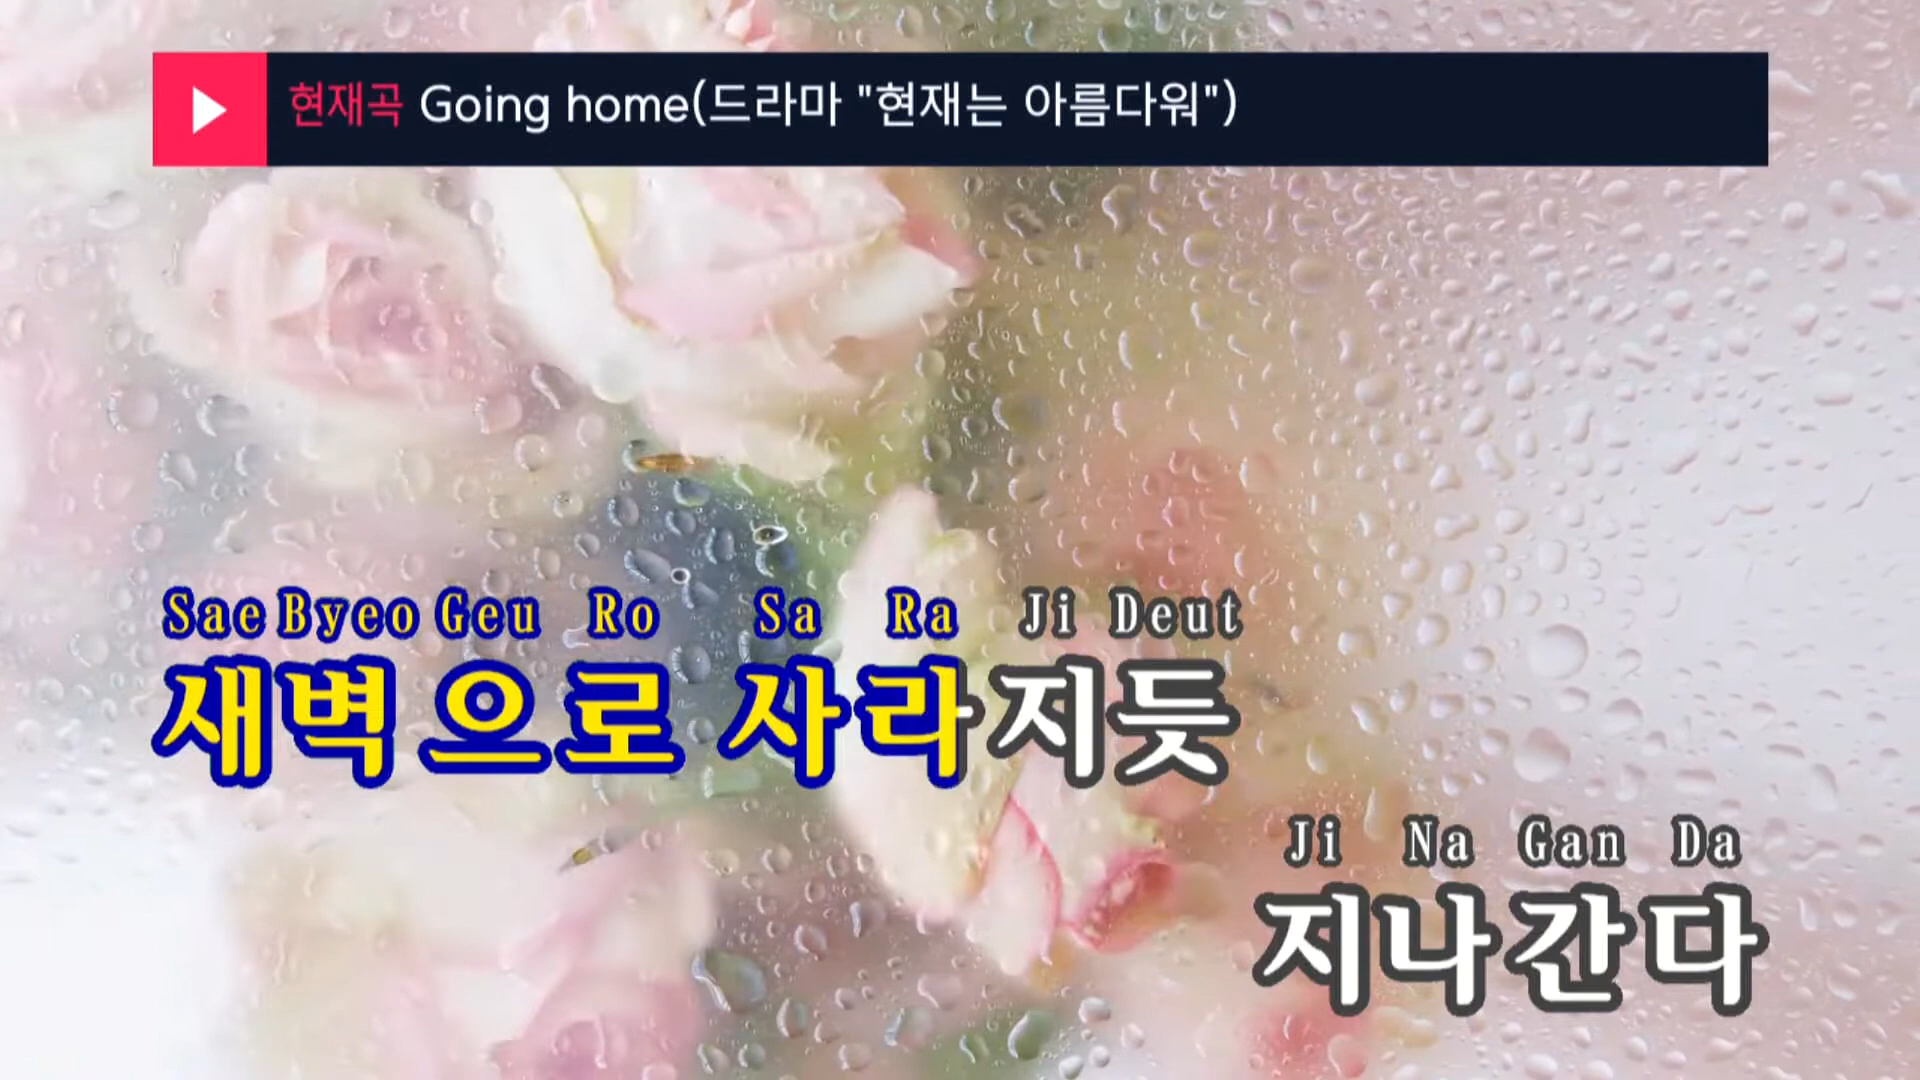 현재곡 Going home(드라마 "현재는 아름다워")
Sae Byeo Geu Ro Sa Ra Ji Deut
새벽으로 사라지듯
Ji Na Gan Da
지나간다